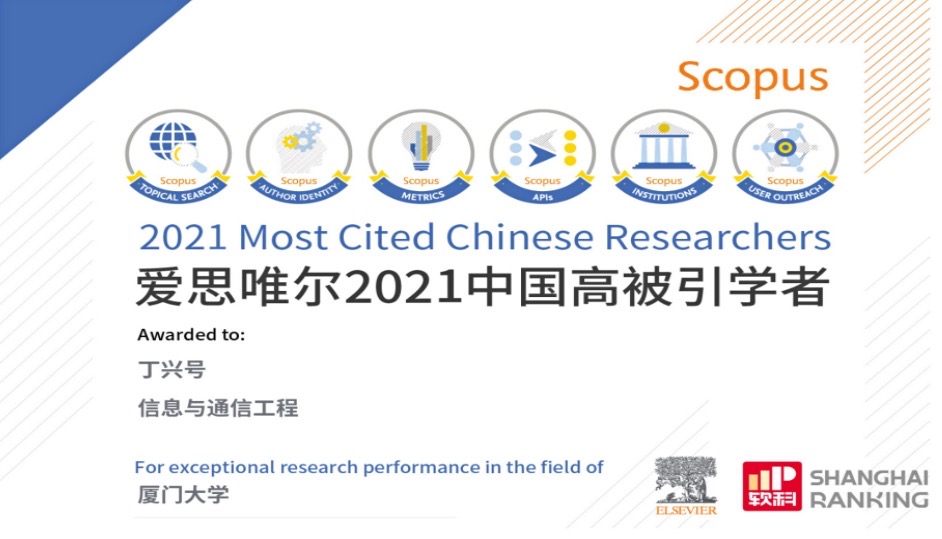 Scopus
Scopus
TOPICAL SEARCH
Scopus
AUTHOR IDENTITY
Scopus
METRICS
Scopus
APIs
Scopus
INSTITUTIONS
Scopus
USER OUTREACH
2021 Most Cited Chinese Researchers
爱思唯尔2021中国高被引学者
Awarded to:
丁兴号
信息与通信工程
For exceptional research performance in the field of
厦门大学
ELSEVIER
软科
SHANGHAI
RANKING